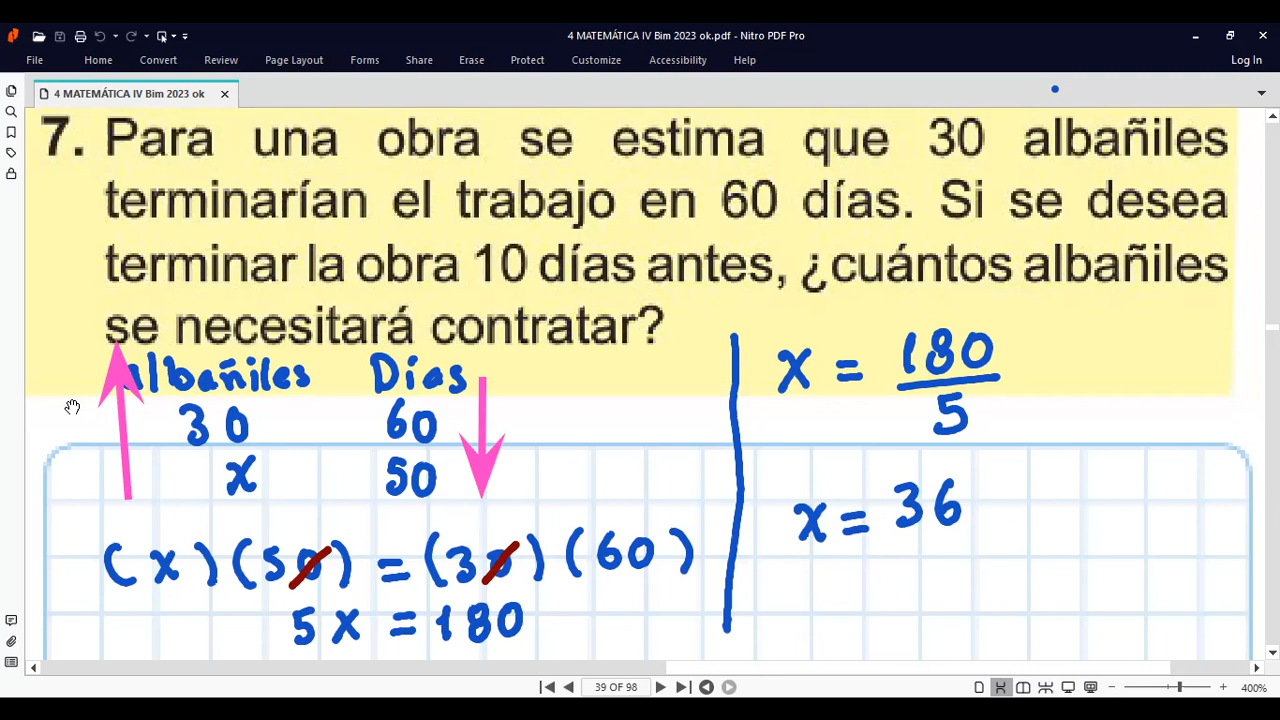 4 MATEMÁTICA IV Bim 2023 ok.pdf - Nitro PDF Pro
File Home Convert Review Page Layout Forms Share Erase Protect Customize Accessibility Help Log In
4 MATEMÁTICA IV Bim 2023 ok
7. Para una obra se estima que 30 albañiles
terminarían el trabajo en 60 días. Si se desea
terminar la obra 10 días antes, ¿cuántos albañiles
se necesitará contratar?
albañiles Días
30 60
x 50
(x)(50) = (30)(60)
5x = 180
x = 180
5
x = 36
39 OF 98
400%